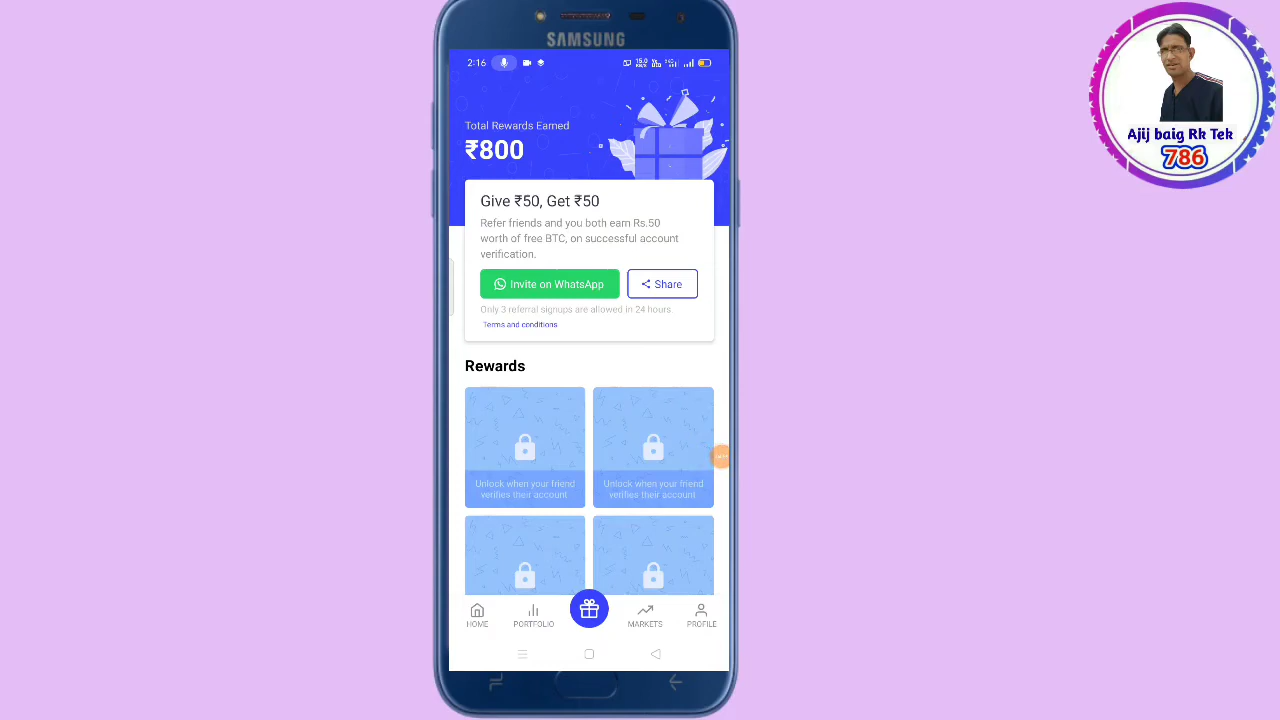 SAMSUNG
2:16
Total Rewards Earned
₹800
Give ₹50, Get ₹50
Refer friends and you both earn Rs.50
worth of free BTC, on successful account
verification.
Invite on WhatsApp
Share
Only 3 referral signups are allowed in 24 hours.
Terms and conditions
Rewards
Unlock when your friend
verifies their account
Unlock when your friend
verifies their account
HOME
PORTFOLIO
MARKETS
PROFILE
Ajij baig Rk Tek
786